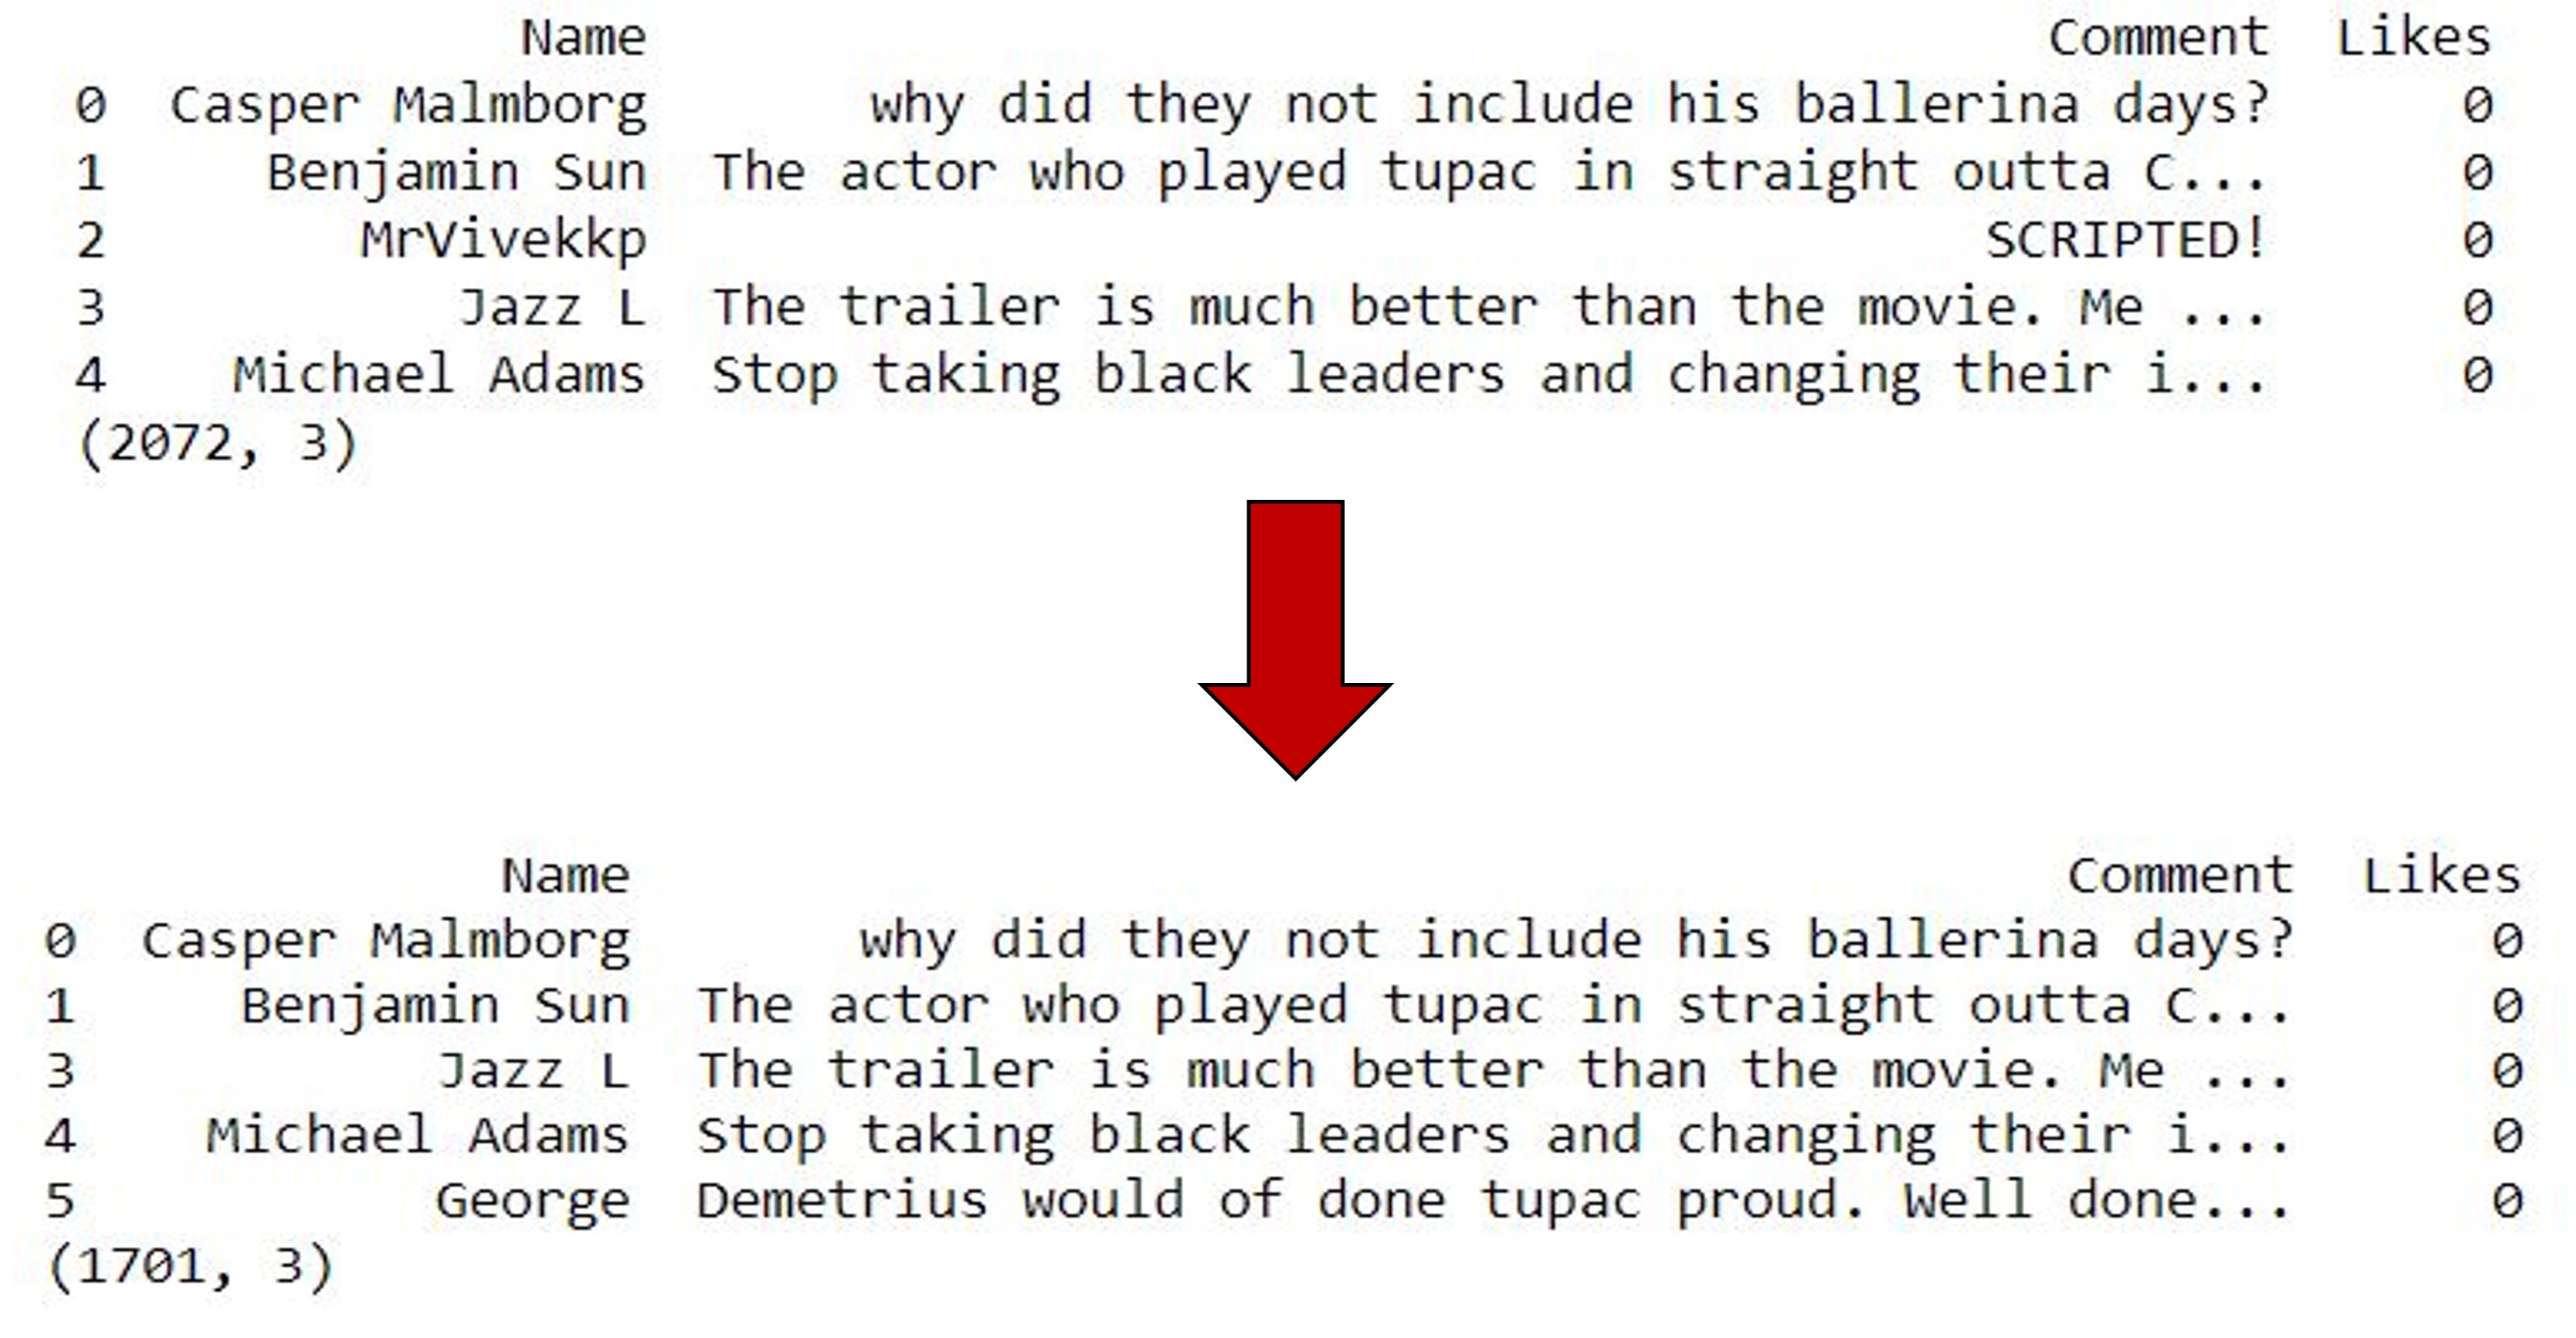 Name Comment Likes
0 Casper Malmborg why did they not include his ballerina days? 0
1 Benjamin Sun The actor who played tupac in straight outta C... 0
2 MrVivekkp SCRIPTED! 0
3 Jazz L The trailer is much better than the movie. Me ... 0
4 Michael Adams Stop taking black leaders and changing their i... 0
(2072, 3)
Name Comment Likes
0 Casper Malmborg why did they not include his ballerina days? 0
1 Benjamin Sun The actor who played tupac in straight outta C... 0
3 Jazz L The trailer is much better than the movie. Me ... 0
4 Michael Adams Stop taking black leaders and changing their i... 0
5 George Demetrius would of done tupac proud. Well done... 0
(1701, 3)